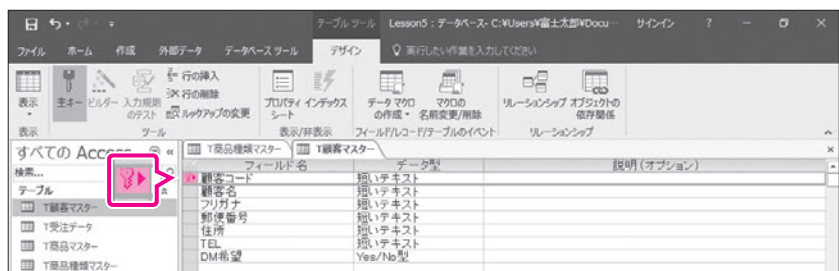 テーブル ツール Lesson5 : データベース- C:¥Users¥富士太郎¥Docu… サインイン ?
ファイル ホーム 作成 外部データ データベース ツール デザイン 実行したい作業を入力してください
表示 主キー ビルダー 入力規則のテスト 行の挿入 行の削除 ルックアップの変更 プロパティシート インデックス データ マクロの作成 マクロの名前変更/削除 リレーションシップ オブジェクトの依存関係
表示 ツール 表示/非表示 フィールド/レコード/テーブルのイベント リレーションシップ
すべての Acce T商品種類マスター T顧客マスター
検索... フィールド名 データ型 説明(オプション)
顧客コード 短いテキスト
テーブル 顧客名 短いテキスト
T顧客マスター フリガナ 短いテキスト
郵便番号 短いテキスト
T受注データ 住所 短いテキスト
T商品マスター TEL 短いテキスト
DM希望 Yes/No型
T商品種類マスター